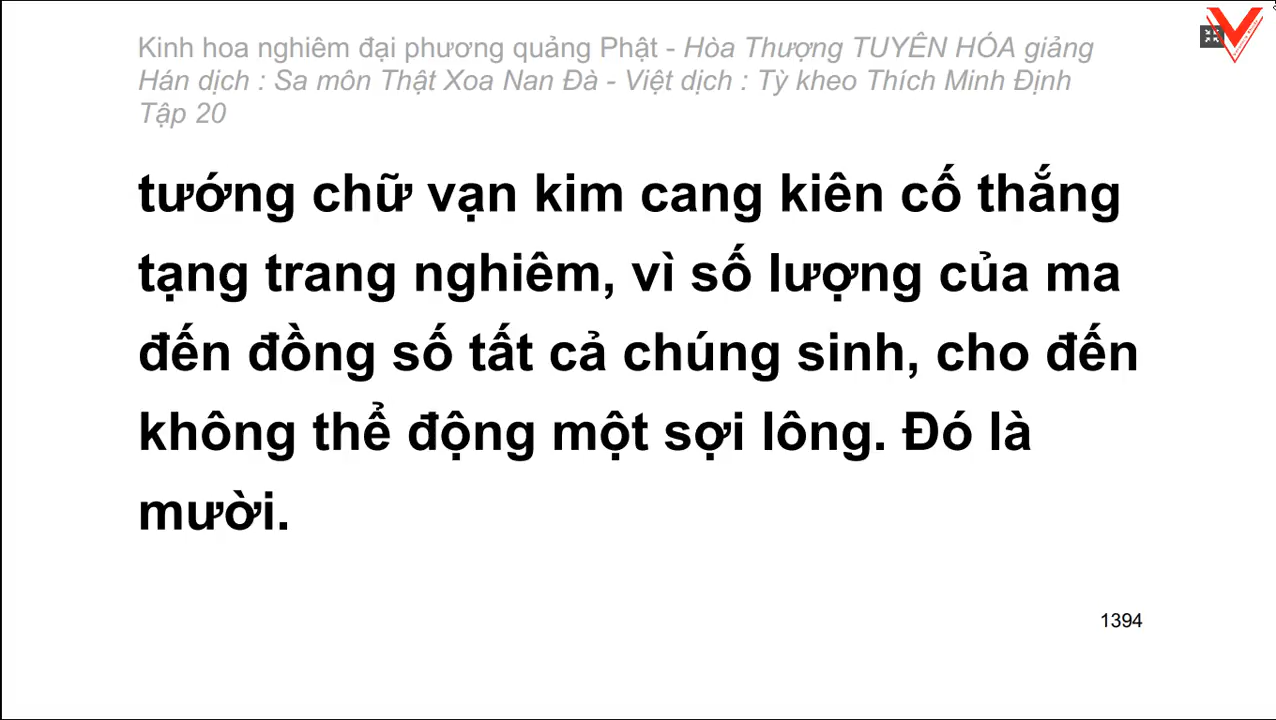 Kinh hoa nghiêm đại phương quảng Phật - Hòa Thượng TUYÊN HÓA giảng
Hán dịch : Sa môn Thật Xoa Nan Đà - Việt dịch : Tỳ kheo Thích Minh Định
Tập 20
tướng chữ vạn kim cang kiên cố thắng
tạng trang nghiêm, vì số lượng của ma
đến đồng số tất cả chúng sinh, cho đến
không thể động một sợi lông. Đó là
mười.
1394